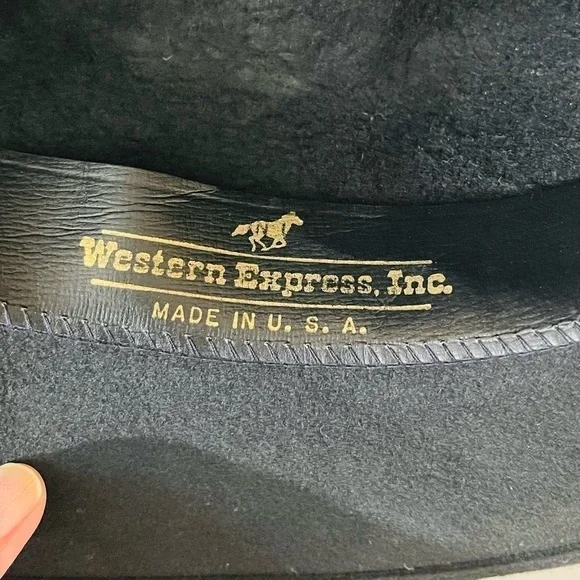 Western Express, Inc.
MADE IN U. S. A.